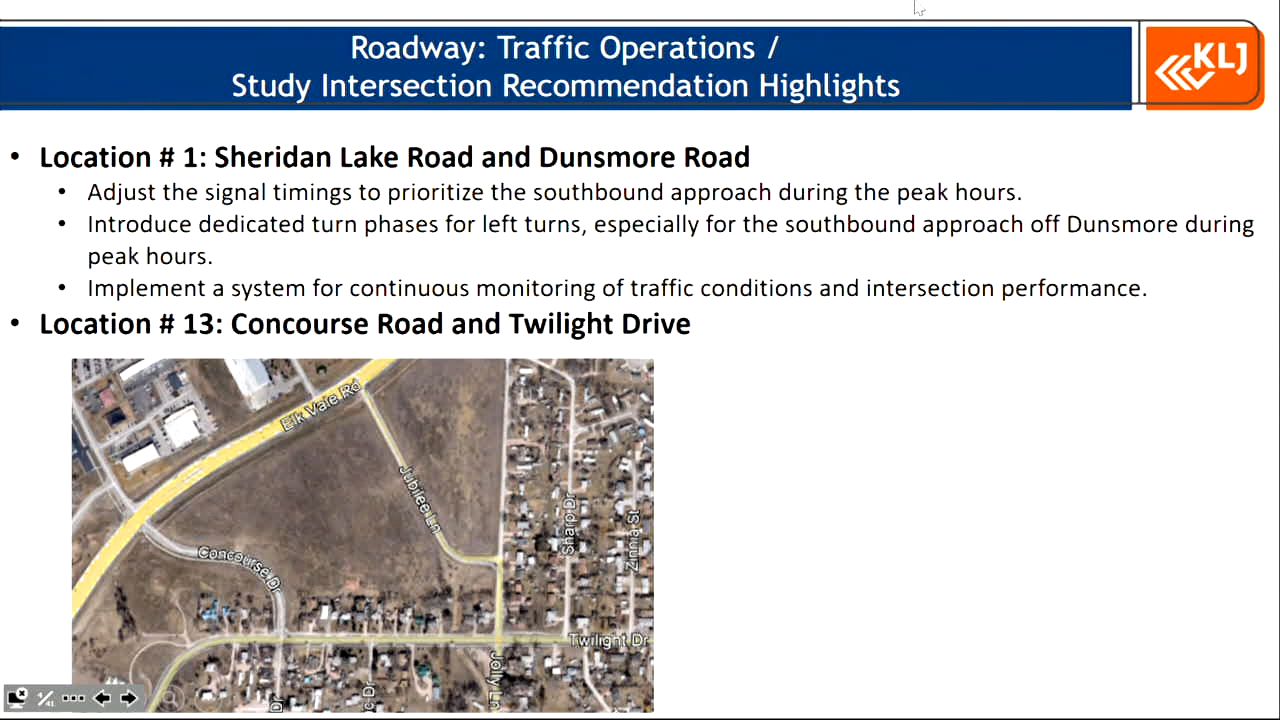 Roadway: Traffic Operations /
Study Intersection Recommendation Highlights
KLJ
• Location # 1: Sheridan Lake Road and Dunsmore Road
• Adjust the signal timings to prioritize the southbound approach during the peak hours.
• Introduce dedicated turn phases for left turns, especially for the southbound approach off Dunsmore during
peak hours.
• Implement a system for continuous monitoring of traffic conditions and intersection performance.
• Location # 13: Concourse Road and Twilight Drive
Elk Vale Rd
Jubilee Ln
Sharp Dr
Zinnia St
Concourse Dr
Twilight Dr
Jolly Ln
Dr
c Dr